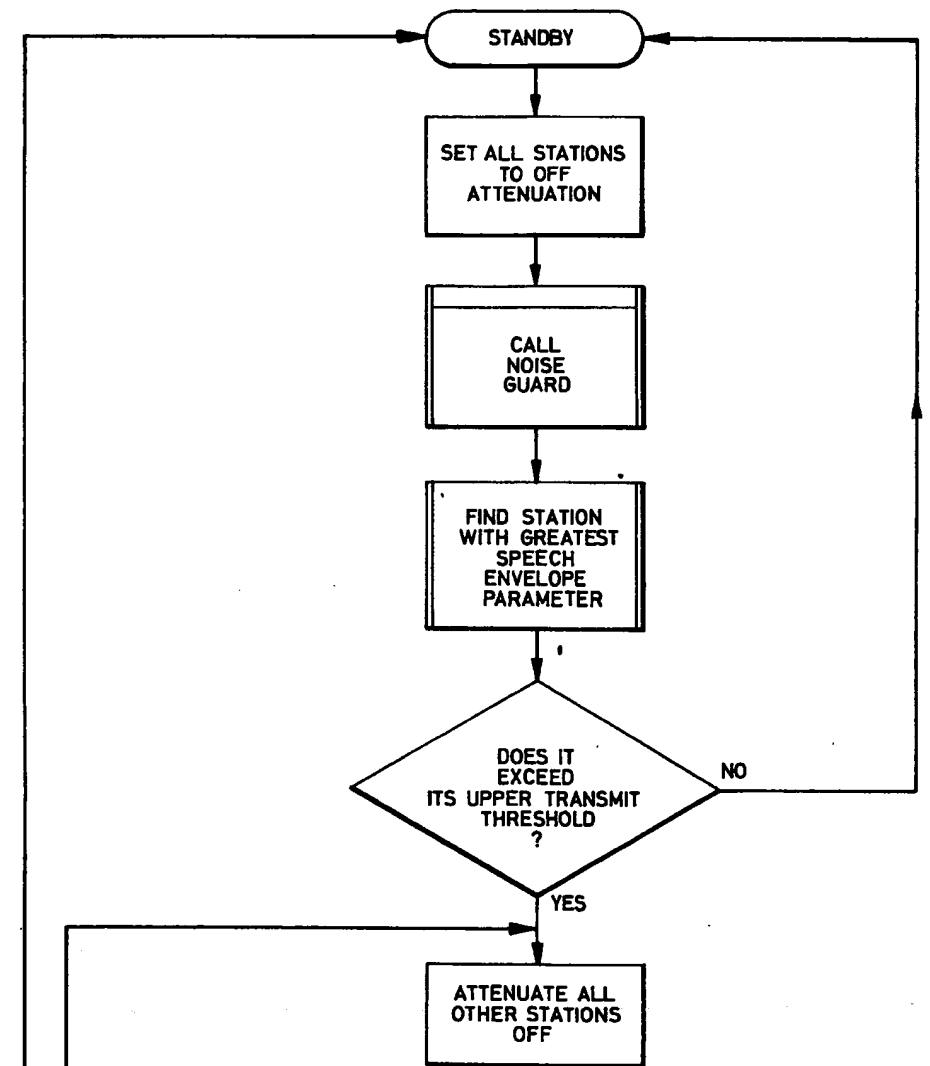 STANDBY
SET ALL STATIONS
TO OFF
ATTENUATION
CALL
NOISE
GUARD
FIND STATION
WITH GREATEST
SPEECH
ENVELOPE
PARAMETER
DOES IT
EXCEED
ITS UPPER TRANSMIT
THRESHOLD
?
NO
YES
ATTENUATE ALL
OTHER STATIONS
OFF